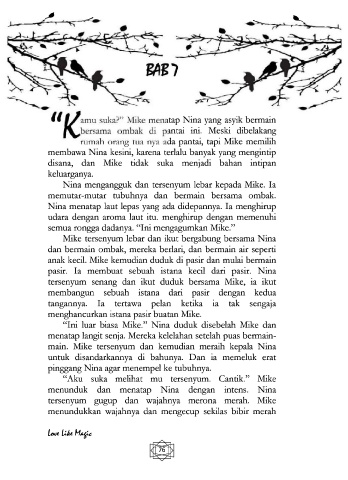 BAB 7
“Kamu suka?” Mike menatap Nina yang asyik bermain
bersama ombak di pantai ini. Meski dibelakang
rumah orang tua nya ada pantai, tapi Mike memilih
membawa Nina kesini, karena terlalu banyak yang mengintip
disana, dan Mike tidak suka menjadi bahan intipan
keluarganya.
Nina mengangguk dan tersenyum lebar kepada Mike. Ia
memutar-mutar tubuhnya dan bermain bersama ombak.
Nina menatap laut lepas yang ada didepannya. Ia menghirup
udara dengan aroma laut itu. menghirup dengan memenuhi
semua rongga dadanya. “Ini mengagumkan Mike.”
Mike tersenyum lebar dan ikut bergabung bersama Nina
dan bermain ombak, mereka berlari, dan bermain air seperti
anak kecil. Mike kemudian duduk di pasir dan mulai bermain
pasir. Ia membuat sebuah istana kecil dari pasir. Nina
tersenyum senang dan ikut duduk bersama Mike, ia ikut
membangun sebuah istana dari pasir dengan kedua
tangannya. Ia tertawa pelan ketika ia tak sengaja
menghancurkan istana pasir buatan Mike.
“Ini luar biasa Mike.” Nina duduk disebelah Mike dan
menatap langit senja. Mereka kelelahan setelah puas bermain-
main. Mike tersenyum dan kemudian meraih kepala Nina
untuk disandarkannya di bahunya. Dan ia memeluk erat
pinggang Nina agar menempel ke tubuhnya.
“Aku suka melihat mu tersenyum. Cantik.” Mike
menunduk dan menatap Nina dengan intens. Nina
tersenyum gugup dan wajahnya merona merah. Mike
menundukkan wajahnya dan mengecup sekilas bibir merah
Love Like Magic
76